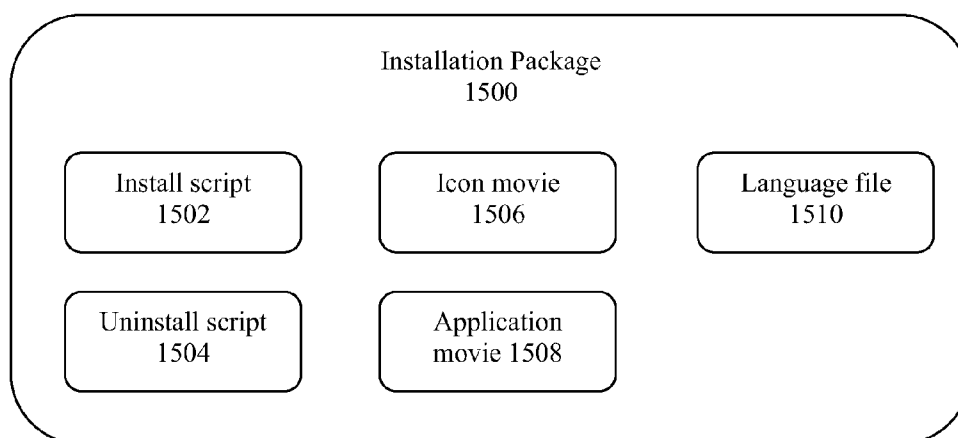 Installation Package
1500
Install script
1502
Icon movie
1506
Language file
1510
Uninstall script
1504
Application
movie 1508